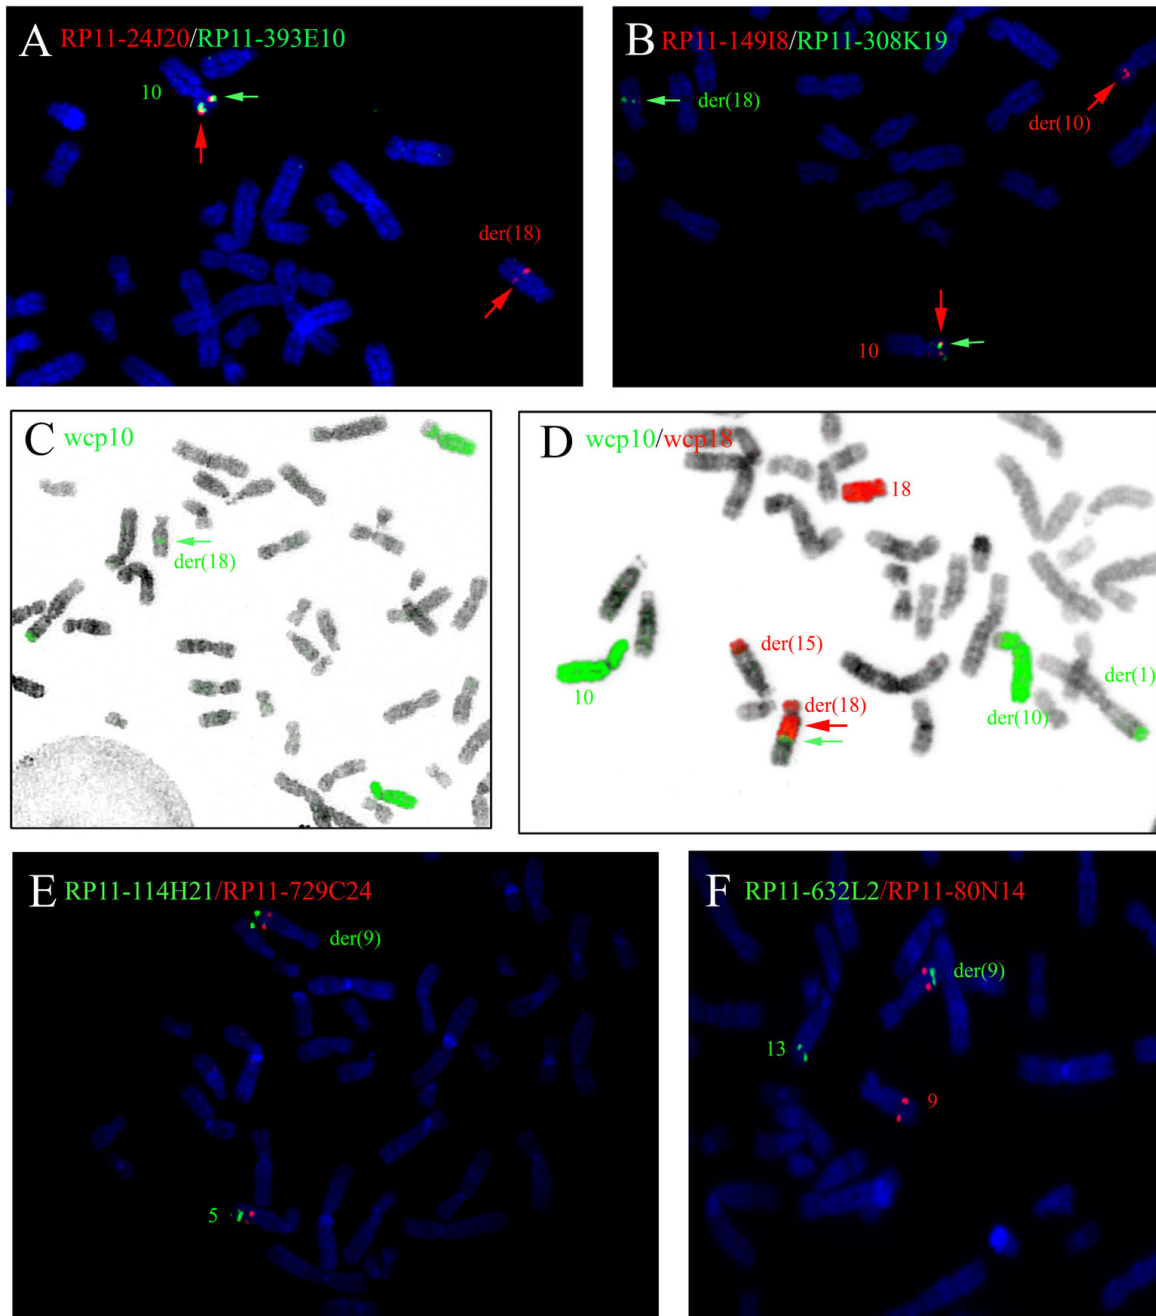 A RP11-24J20/RP11-393E10
10
der(18)
B RP11-149I8/RP11-308K19
der(18)
der(10)
10
C wcp10
der(18)
D wcp10/wcp18
18
der(15)
10
der(18)
der(10)
der(1)
E RP11-114H21/RP11-729C24
der(9)
5
F RP11-632L2/RP11-80N14
der(9)
13
9